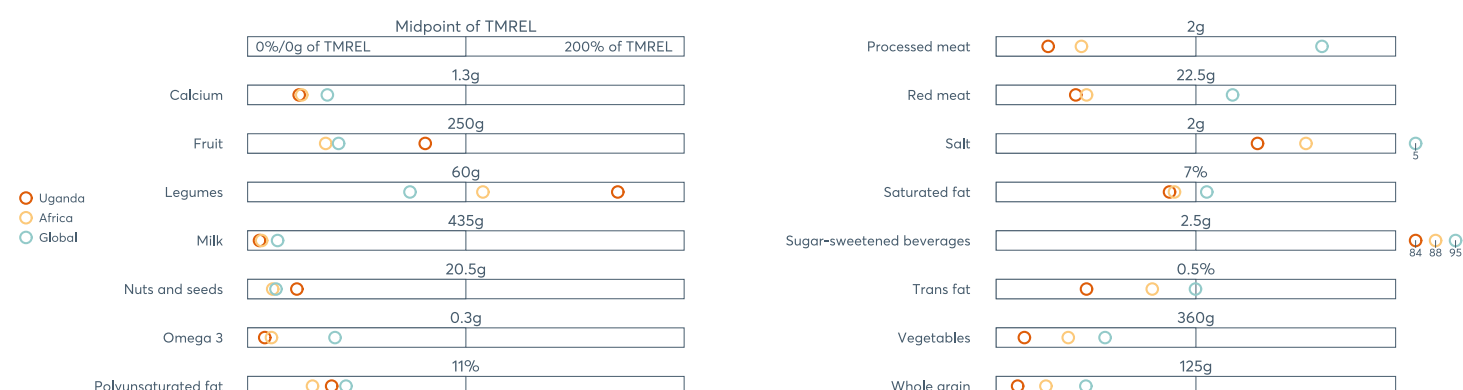 Midpoint of TMREL
0%/0g of TMREL 200% of TMREL
1.3g
Calcium
250g
Fruit
60g
Legumes
435g
Milk
20.5g
Nuts and seeds
0.3g
Omega 3
11%
Polyunsaturated fat
Uganda
Africa
Global
2g
Processed meat
22.5g
Red meat
2g
Salt
5
7%
Saturated fat
2.5g
Sugar-sweetened beverages
84 88 95
0.5%
Trans fat
360g
Vegetables
125g
Whole grain